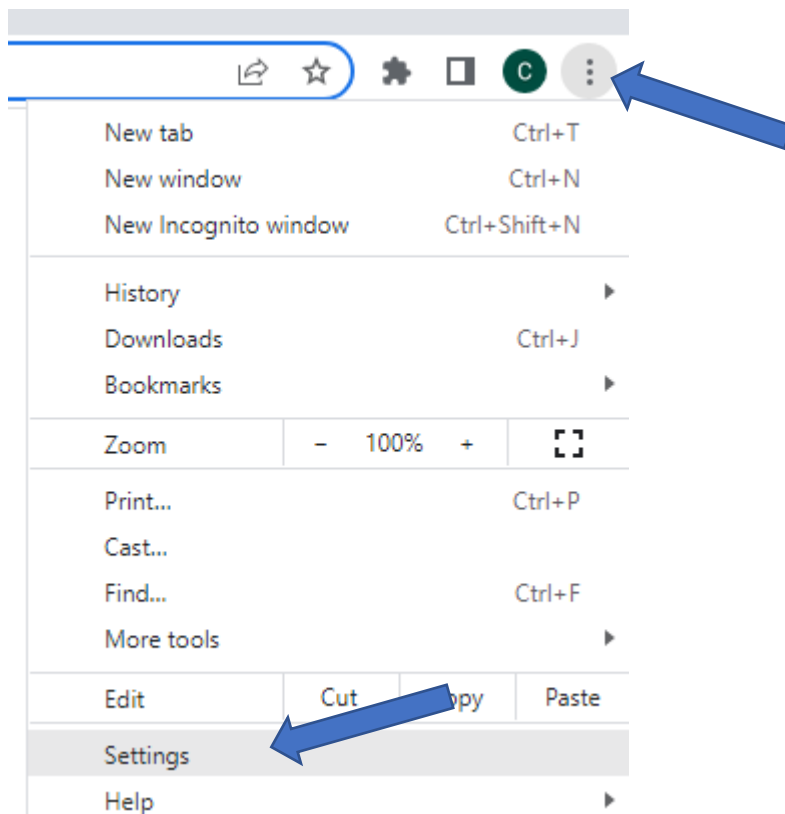 C
New tab Ctrl+T
New window Ctrl+N
New Incognito window Ctrl+Shift+N
History
Downloads Ctrl+J
Bookmarks
Zoom - 100% +
Print... Ctrl+P
Cast...
Find... Ctrl+F
More tools
Edit Cut opy Paste
Settings
Help